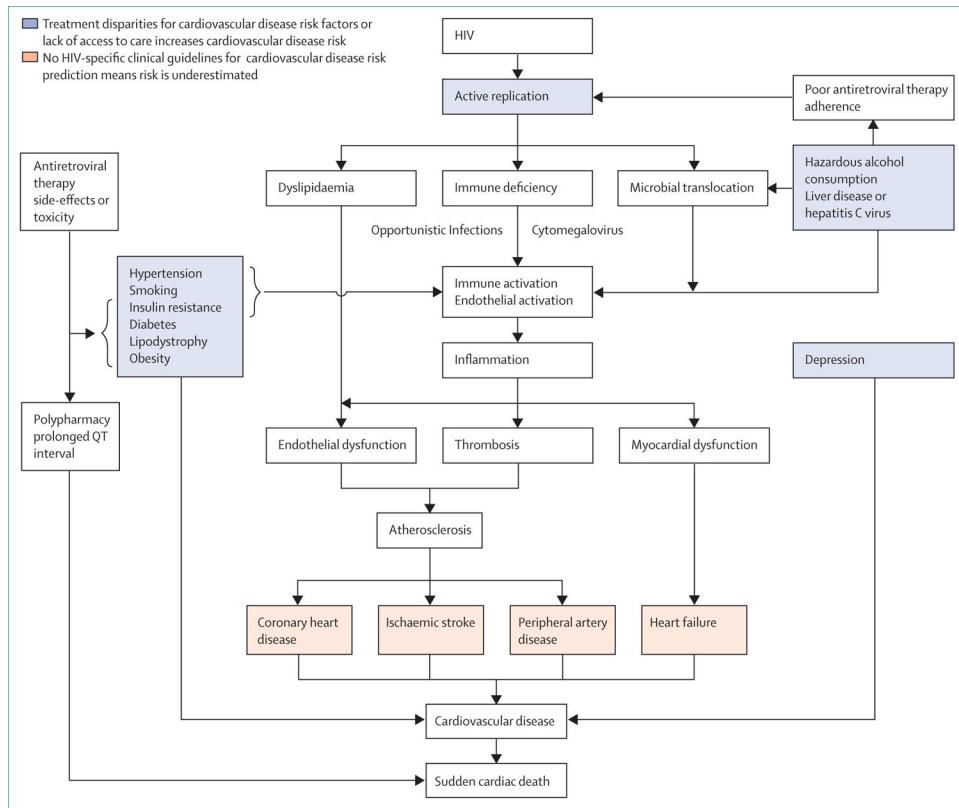 Treatment disparities for cardiovascular disease risk factors or
lack of access to care increases cardiovascular disease risk
No HIV-specific clinical guidelines for cardiovascular disease risk
prediction means risk is underestimated
HIV
Active replication
Poor antiretroviral therapy
adherence
Antiretroviral
therapy
side-effects or
toxicity
Dyslipidaemia
Immune deficiency
Microbial translocation
Hazardous alcohol
consumption
Liver disease or
hepatitis C virus
Opportunistic Infections
Cytomegalovirus
Hypertension
Smoking
Insulin resistance
Diabetes
Lipodystrophy
Obesity
Immune activation
Endothelial activation
Inflammation
Depression
Polypharmacy
prolonged QT
interval
Endothelial dysfunction
Thrombosis
Myocardial dysfunction
Atherosclerosis
Coronary heart
disease
Ischaemic stroke
Peripheral artery
disease
Heart failure
Cardiovascular disease
Sudden cardiac death